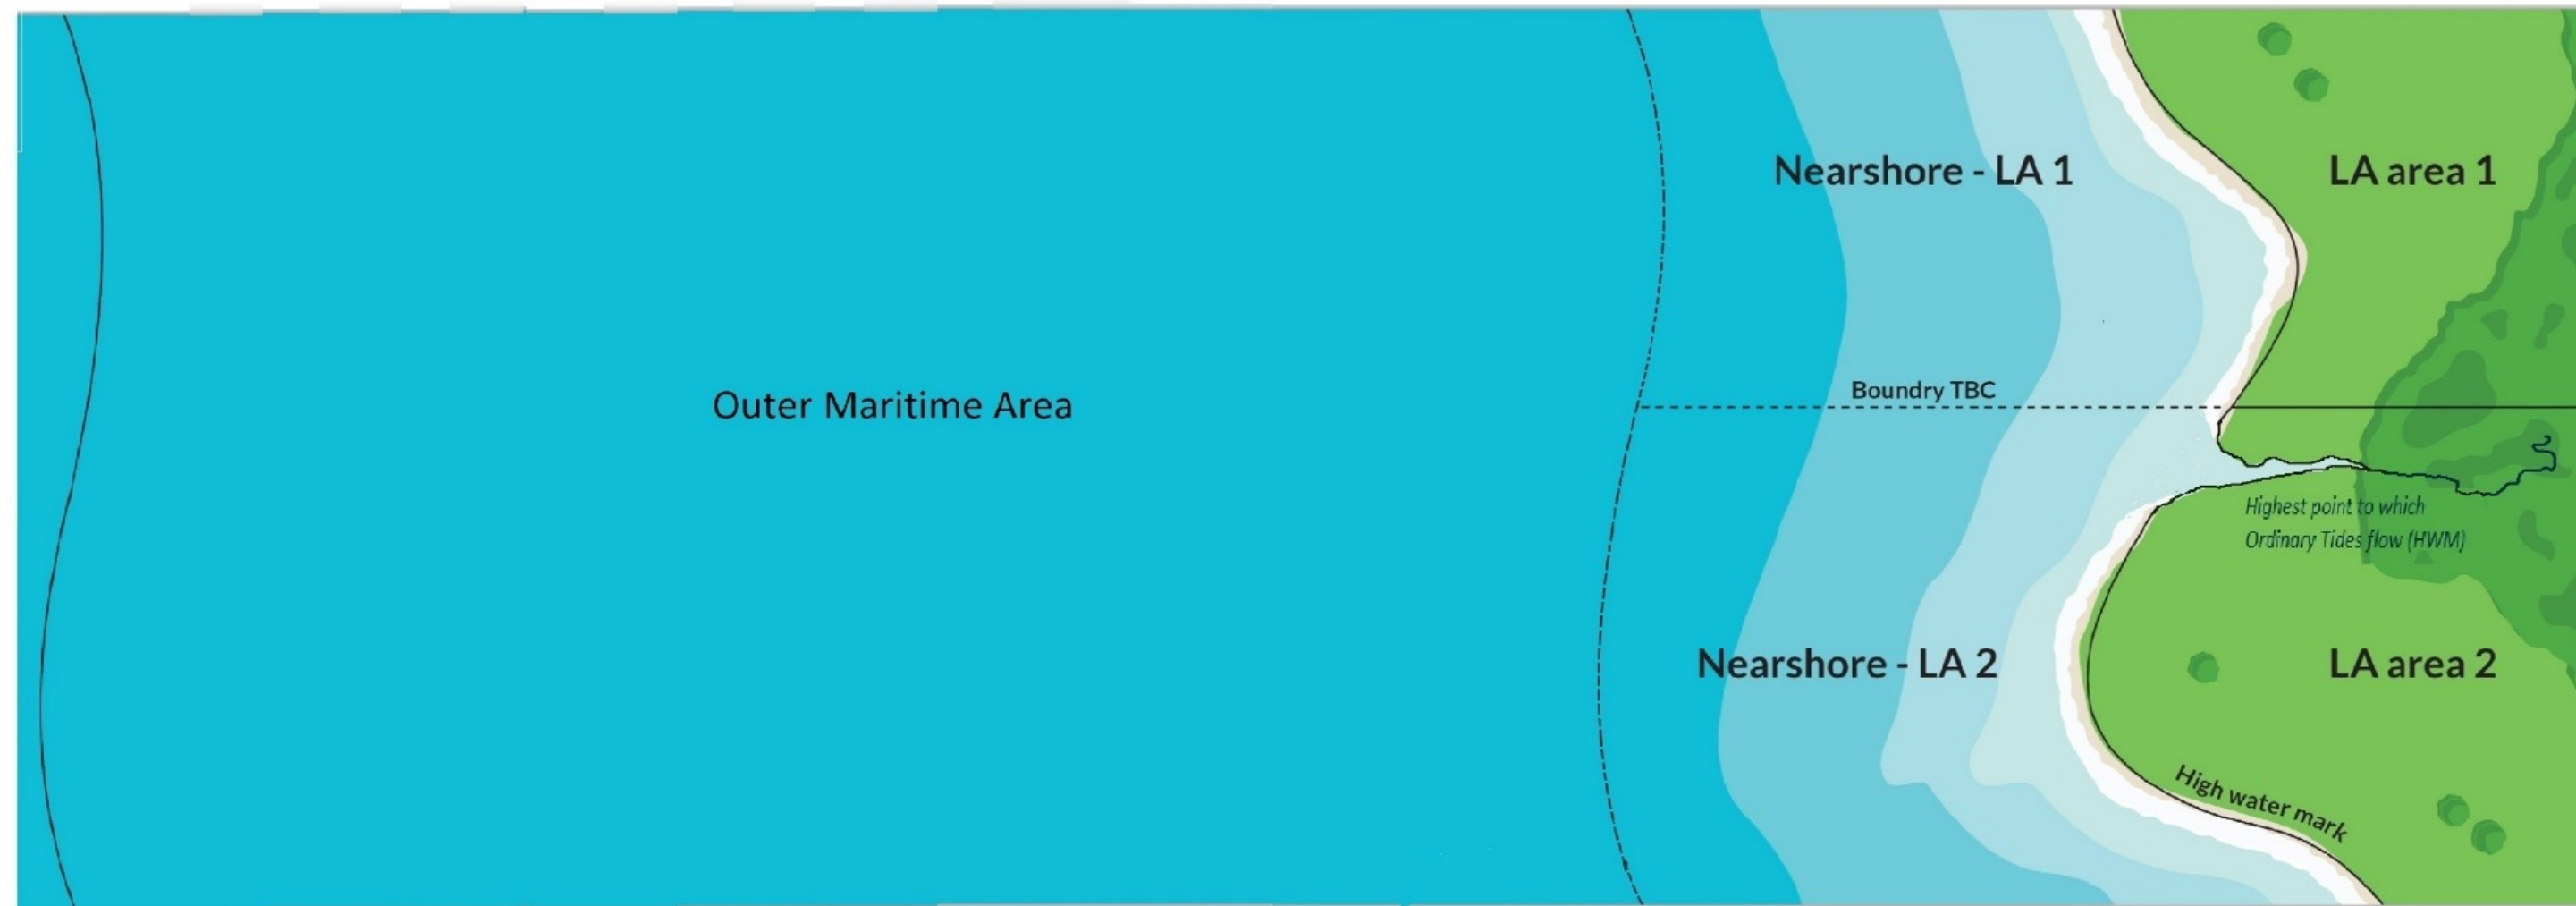 Nearshore - LA 1
LA area 1
Boundry TBC
Outer Maritime Area
Highest point to which
Ordinary Tides flow (HWM)
Nearshore - LA 2
LA area 2
High water mark